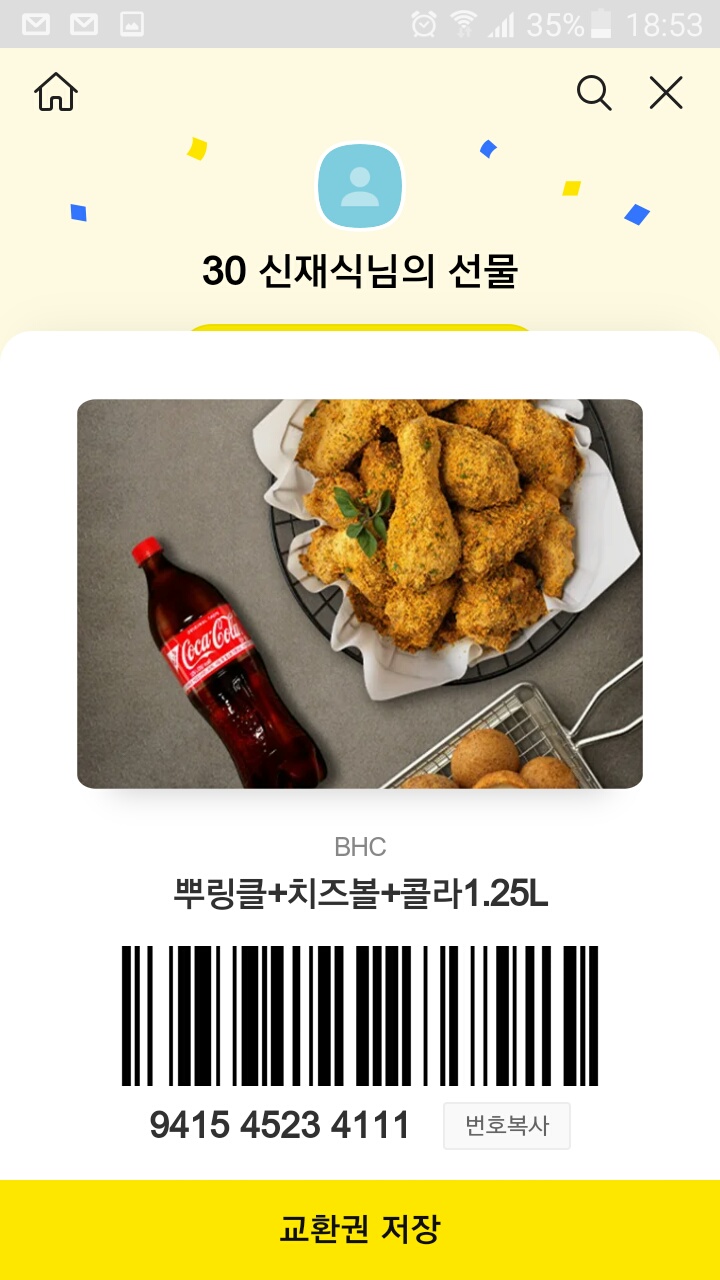 35% 18:53
30 신재식님의 선물
Coca-Cola
BHC
뿌링클+치즈볼+콜라1.25L
9415 4523 4111 번호복사
교환권 저장